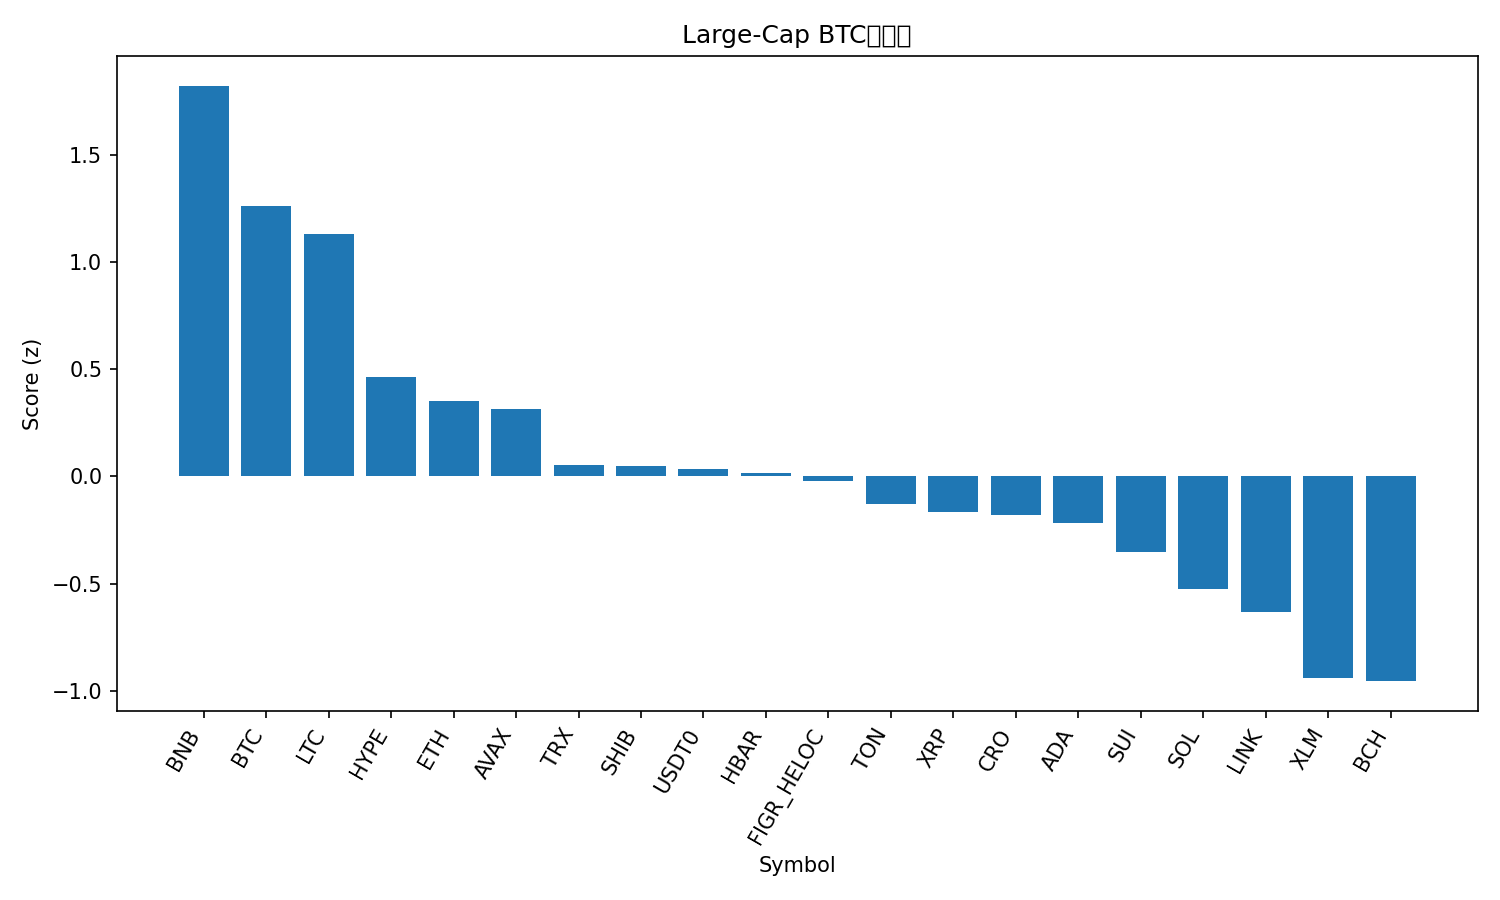 Large-Cap BTC
Score (z)
1.5
1.0
0.5
0.0
−0.5
−1.0
BNB
BTC
LTC
HYPE
ETH
AVAX
TRX
SHIB
USDT0
HBAR
FIGR_HELOC
TON
XRP
CRO
ADA
SUI
SOL
LINK
XLM
BCH
Symbol